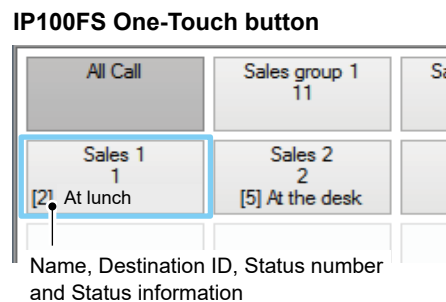 IP100FS One-Touch button
All Call
Sales group 1
11
Sa
Sales 1
1
[2] At lunch
Sales 2
2
[5] At the desk
Name, Destination ID, Status number
and Status information